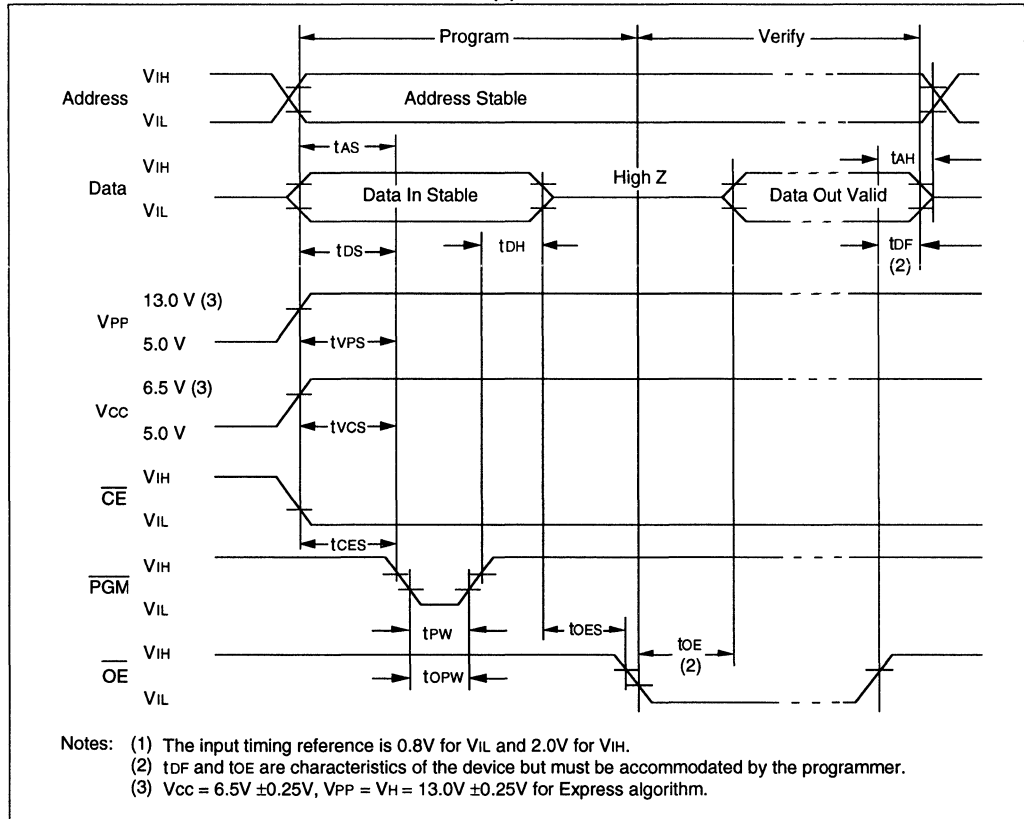 Program Verify
VIH
Address Address Stable
VIL
tAS
VIH tAH
High Z
Data Data In Stable Data Out Valid
VIL
tDS tDH tDF
(2)
13.0 V (3)
VPP
tVPS
5.0 V
6.5 V (3)
VCC
tVCS
5.0 V
VIH
CE
VIL
tCES
VIH
PGM
VIL
tPW tOES tOE
(2)
VIH
OE tOPW
VIL
Notes: (1) The input timing reference is 0.8V for VIL and 2.0V for VIH.
(2) tDF and tOE are characteristics of the device but must be accommodated by the programmer.
(3) Vcc = 6.5V ±0.25V, VPP = VH = 13.0V ±0.25V for Express algorithm.